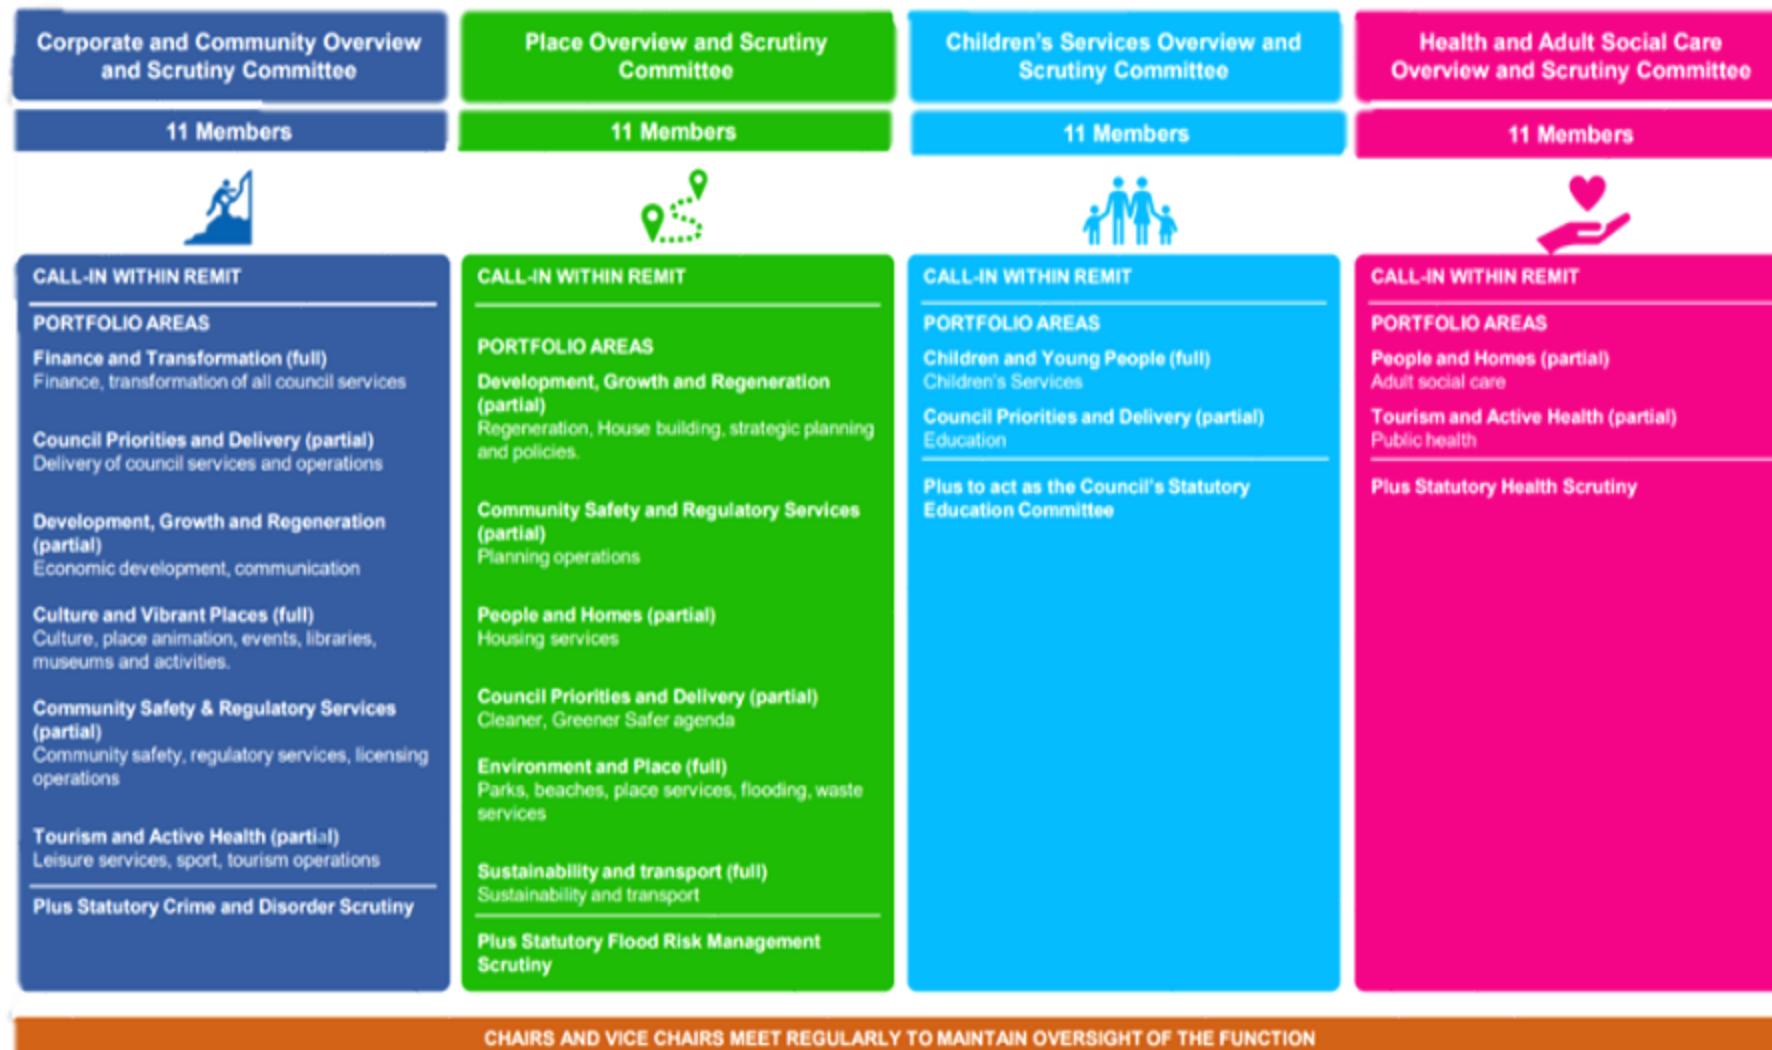 Corporate and Community Overview
and Scrutiny Committee
11 Members
CALL-IN WITHIN REMIT
PORTFOLIO AREAS
Finance and Transformation (full)
Finance, transformation of all council services
Council Priorities and Delivery (partial)
Delivery of council services and operations
Development, Growth and Regeneration
(partial)
Economic development, communication
Culture and Vibrant Places (full)
Culture, place animation, events, libraries,
museums and activities.
Community Safety & Regulatory Services
(partial)
Community safety, regulatory services, licensing
operations
Tourism and Active Health (partial)
Leisure services, sport, tourism operations
Plus Statutory Crime and Disorder Scrutiny
Place Overview and Scrutiny
Committee
11 Members
CALL-IN WITHIN REMIT
PORTFOLIO AREAS
Development, Growth and Regeneration
(partial)
Regeneration, House building, strategic planning
and policies.
Community Safety and Regulatory Services
(partial)
Planning operations
People and Homes (partial)
Housing services
Council Priorities and Delivery (partial)
Cleaner, Greener Safer agenda
Environment and Place (full)
Parks, beaches, place services, flooding, waste
services
Sustainability and transport (full)
Sustainability and transport
Plus Statutory Flood Risk Management
Scrutiny
Children's Services Overview and
Scrutiny Committee
11 Members
CALL-IN WITHIN REMIT
PORTFOLIO AREAS
Children and Young People (full)
Children's Services
Council Priorities and Delivery (partial)
Education
Plus to act as the Council's Statutory
Education Committee
Health and Adult Social Care
Overview and Scrutiny Committee
11 Members
CALL-IN WITHIN REMIT
PORTFOLIO AREAS
People and Homes (partial)
Adult social care
Tourism and Active Health (partial)
Public health
Plus Statutory Health Scrutiny
CHAIRS AND VICE CHAIRS MEET REGULARLY TO MAINTAIN OVERSIGHT OF THE FUNCTION